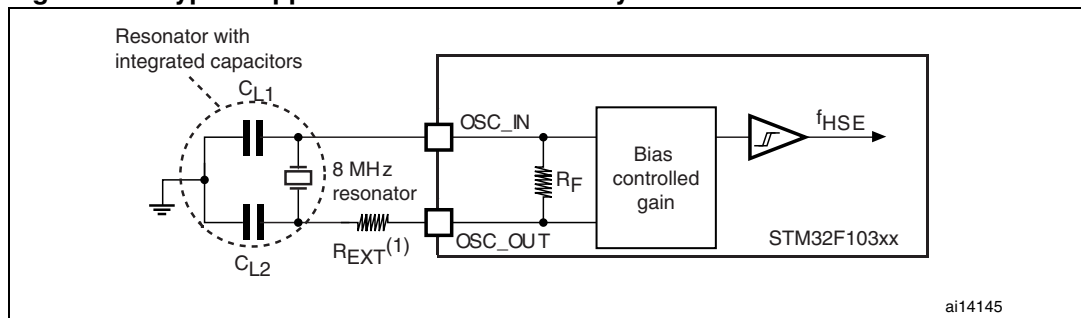 Resonator with
integrated capacitors
CL1
OSC_IN
fHSE
8 MHz
resonator
RF
Bias
controlled
gain
OSC_OUT
STM32F103xx
REXT(1)
CL2
ai14145